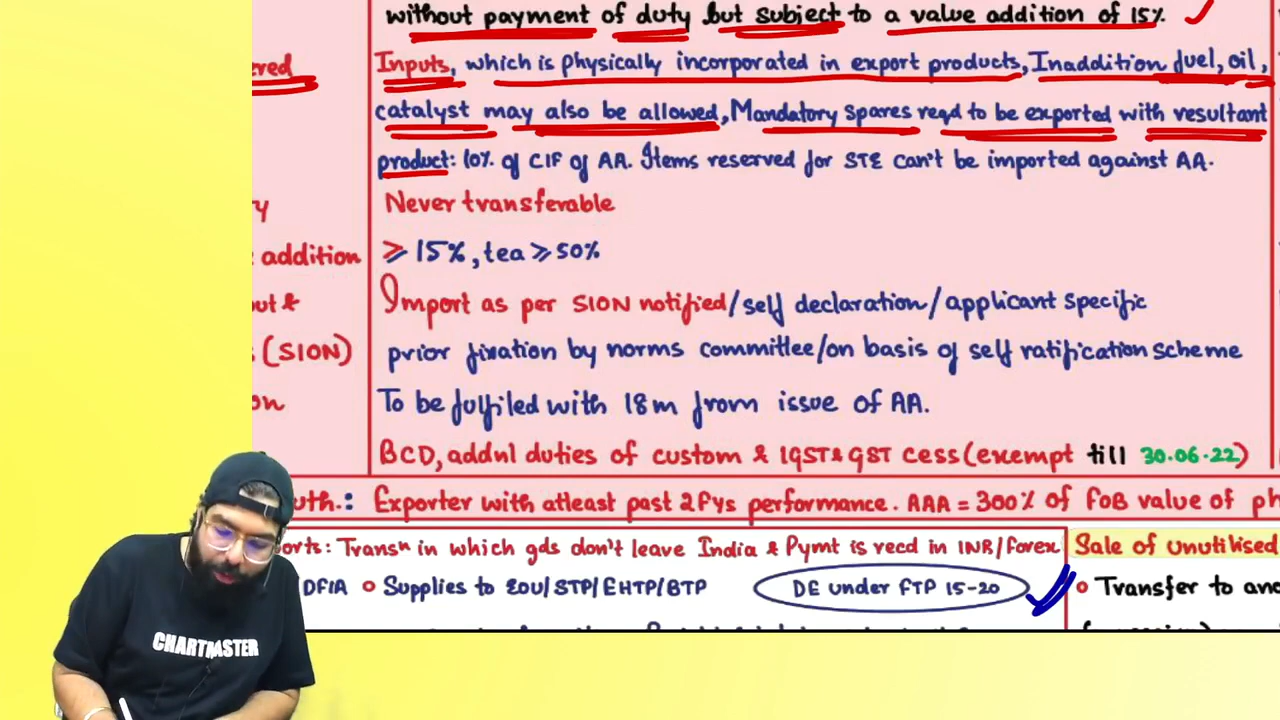 without payment of duty but subject to a value addition of 15%
ered Inputs, which is physically incorporated in export products, Inaddition fuel, oil,
catalyst may also be allowed, Mandatory spares reqd to be exported with resultant
product: 10% of CIF of AA. Items reserved for STE can't be imported against AA.
y Never transferable
addition ≥ 15%, tea ≥ 50%
out & Import as per SION notified/self declaration/applicant specific
(SION) prior fixation by norms committee/on basis of self ratification scheme
on To be fulfiled with 18m from issue of AA.
BCD, addnl duties of custom & IGST & GST cess (exempt till 30.06.22)
uth.: Exporter with atleast past 2 fys performance. AAA = 300% of FOB value of ph
orts: Transⁿ in which gds don't leave India & Pymt is recd in INR/forex
Sale of unutilised
DFIA o Supplies to EOU/STP/EHTP/BTP DE under FTP 15-20
o Transfer to ano
CHARTMASTER